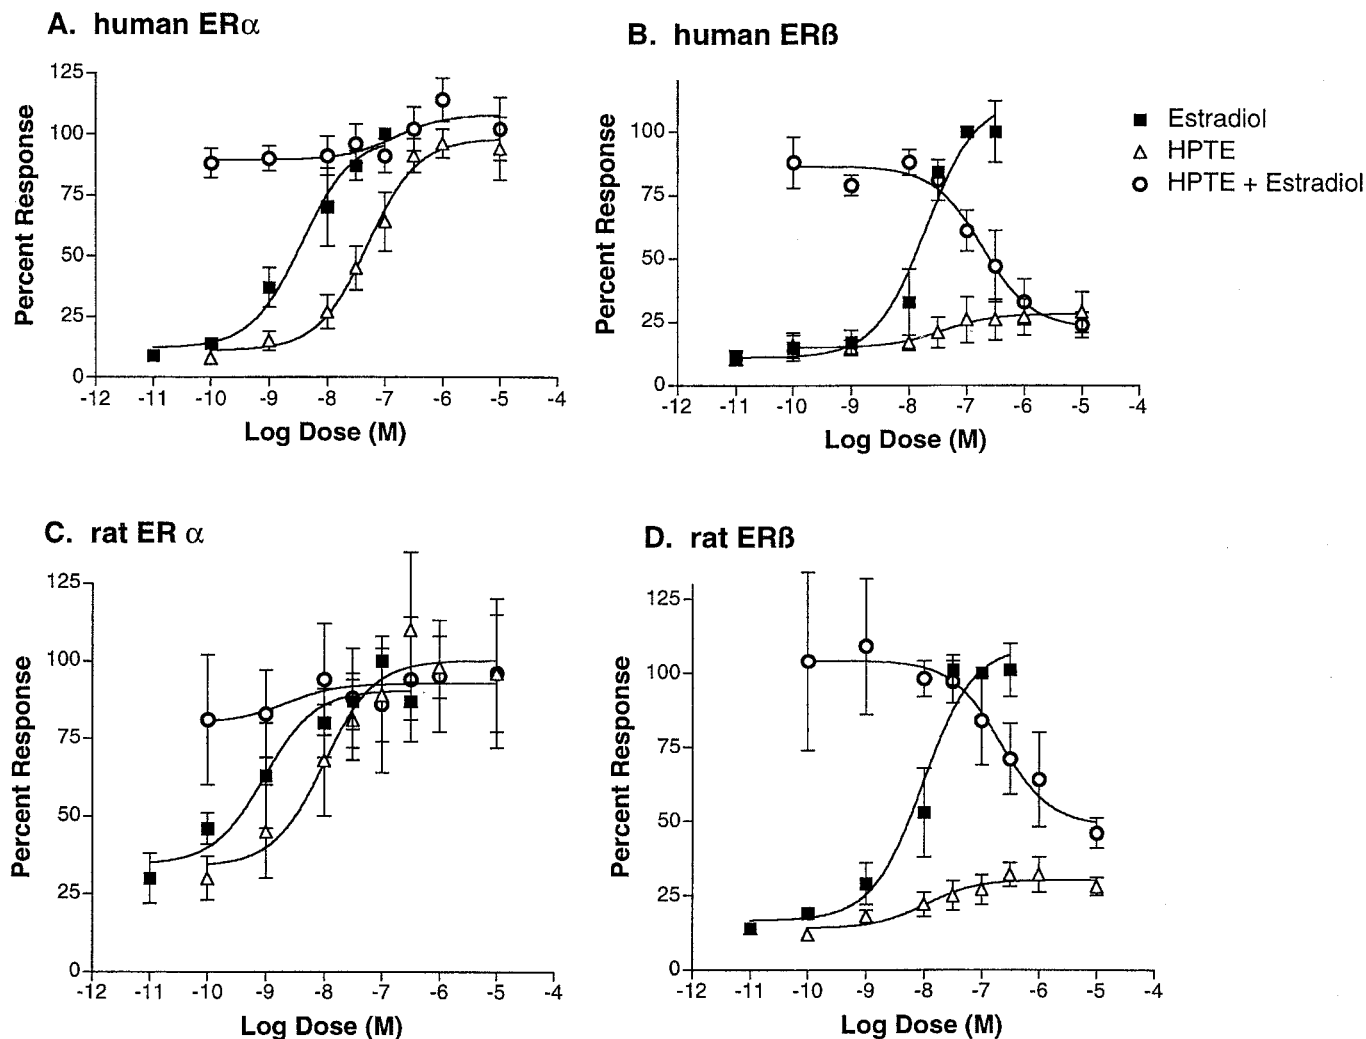 A. human ERα
125
100
75
50
25
0
Percent Response
-12 -11 -10 -9 -8 -7 -6 -5 -4
Log Dose (M)
B. human ERß
100
75
50
25
0
Percent Response
-12 -11 -10 -9 -8 -7 -6 -5 -4
Log Dose (M)
Estradiol
HPTE
HPTE + Estradiol
C. rat ER α
125
100
75
50
25
0
Percent Response
-12 -11 -10 -9 -8 -7 -6 -5 -4
Log Dose (M)
D. rat ERß
125
100
75
50
25
0
Percent Response
-12 -11 -10 -9 -8 -7 -6 -5 -4
Log Dose (M)